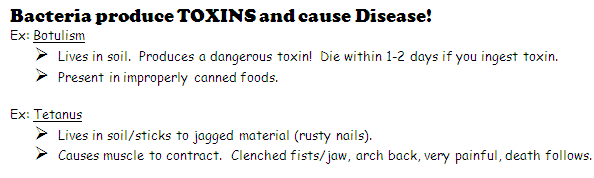 Bacteria produce TOXINS and cause Disease!
Ex: Botulism
➢ Lives in soil. Produces a dangerous toxin! Die within 1-2 days if you ingest toxin.
➢ Present in improperly canned foods.
Ex: Tetanus
➢ Lives in soil/sticks to jagged material (rusty nails).
➢ Causes muscle to contract. Clenched fists/jaw, arch back, very painful, death follows.